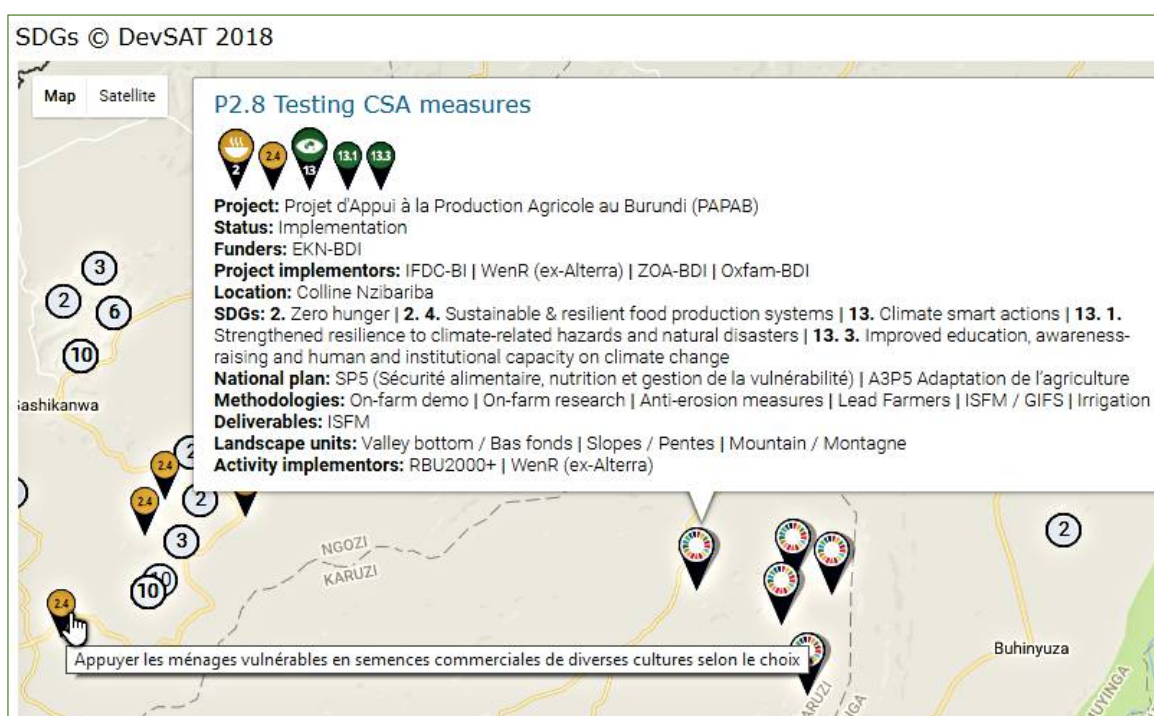 SDGs © DevSAT 2018
Map Satellite
P2.8 Testing CSA measures
2 2.4 13 13.1 13.3
Project: Projet d'Appui à la Production Agricole au Burundi (PAPAB)
Status: Implementation
Funders: EKN-BDI
Project implementors: IFDC-BI | WenR (ex-Alterra) | ZOA-BDI | Oxfam-BDI
Location: Colline Nzibariba
SDGs: 2. Zero hunger | 2. 4. Sustainable & resilient food production systems | 13. Climate smart actions | 13. 1.
Strengthened resilience to climate-related hazards and natural disasters | 13. 3. Improved education, awareness-
raising and human and institutional capacity on climate change
National plan: SP5 (Sécurité alimentaire, nutrition et gestion de la vulnérabilité) | A3P5 Adaptation de l'agriculture
Methodologies: On-farm demo | On-farm research | Anti-erosion measures | Lead Farmers | ISFM / GIFS | Irrigation
Deliverables: ISFM
Landscape units: Valley bottom / Bas fonds | Slopes / Pentes | Mountain / Montagne
Activity implementors: RBU2000+ | WenR (ex-Alterra)
3
2
6
10
ashikanwa
2
2.4
2.4
2
3
2
NGOZI
KARUZI
10
10
2.4
Buhinyuza
Appuyer les ménages vulnérables en semences commerciales de diverses cultures selon le choix
ARUZI
UYINGA